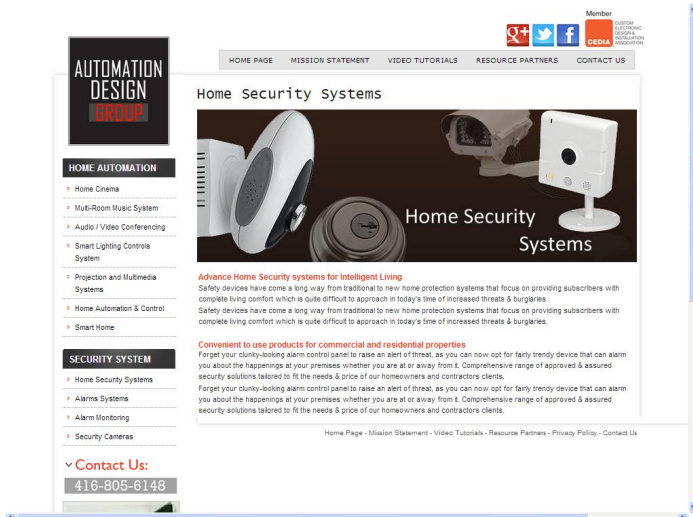 Member
g+
f
CEDIA
CUSTOM
ELECTRONIC
DESIGN &
INSTALLATION
ASSOCIATION
AUTOMATION
DESIGN
GROUP
HOME PAGE MISSION STATEMENT VIDEO TUTORIALS RESOURCE PARTNERS CONTACT US
Home Security Systems
Home Security
Systems
HOME AUTOMATION
Home Cinema
Multi-Room Music System
Audio / Video Conferencing
Smart Lighting Controls
System
Projection and Multimedia
Systems
Home Automation & Control
Smart Home
SECURITY SYSTEM
Home Security Systems
Alarms Systems
Alarm Monitoring
Security Cameras
Contact Us:
416-805-6148
Advance Home Security systems for Intelligent Living
Safety devices have come a long way from traditional to new home protection systems that focus on providing subscribers with
complete living comfort which is quite difficult to approach in today's time of increased threats & burglaries.
Safety devices have come a long way from traditional to new home protection systems that focus on providing subscribers with
complete living comfort which is quite difficult to approach in today's time of increased threats & burglaries.
Convenient to use products for commercial and residential properties
Forget your clunky-looking alarm control panel to raise an alert of threat, as you can now opt for fairly trendy device that can alarm
you about the happenings at your premises whether you are at or away from it. Comprehensive range of approved & assured
security solutions tailored to fit the needs & price of our homeowners and contractors clients.
Forget your clunky-looking alarm control panel to raise an alert of threat, as you can now opt for fairly trendy device that can alarm
you about the happenings at your premises whether you are at or away from it. Comprehensive range of approved & assured
security solutions tailored to fit the needs & price of our homeowners and contractors clients.
Home Page - Mission Statement - Video Tutorials - Resource Partners - Privacy Policy - Contact Us